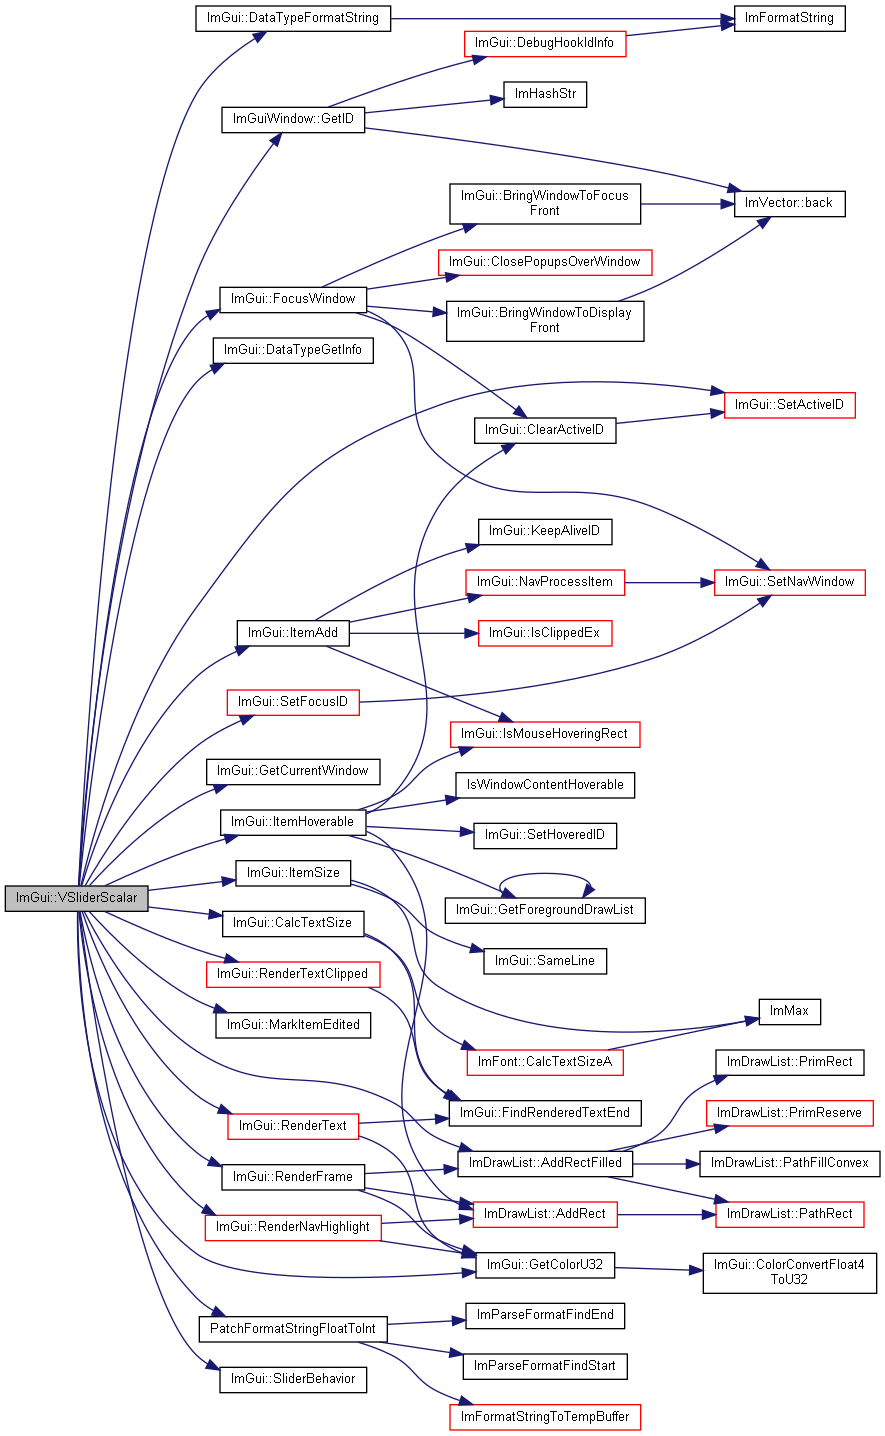 ImGui::DataTypeFormatString
ImFormatString
ImGui::DebugHookIdInfo
ImHashStr
ImGuiWindow::GetID
ImGui::BringWindowToFocus
Front
ImVector::back
ImGui::ClosePopupsOverWindow
ImGui::FocusWindow
ImGui::BringWindowToDisplay
Front
ImGui::DataTypeGetInfo
ImGui::SetActiveID
ImGui::ClearActiveID
ImGui::KeepAliveID
ImGui::NavProcessItem
ImGui::SetNavWindow
ImGui::ItemAdd
ImGui::IsClippedEx
ImGui::SetFocusID
ImGui::IsMouseHoveringRect
ImGui::GetCurrentWindow
IsWindowContentHoverable
ImGui::ItemHoverable
ImGui::SetHoveredID
ImGui::ItemSize
ImGui::VSliderScalar
ImGui::GetForegroundDrawList
ImGui::CalcTextSize
ImGui::SameLine
ImGui::RenderTextClipped
ImMax
ImGui::MarkItemEdited
ImFont::CalcTextSizeA
ImDrawList::PrimRect
ImGui::FindRenderedTextEnd
ImDrawList::PrimReserve
ImGui::RenderText
ImDrawList::AddRectFilled
ImDrawList::PathFillConvex
ImGui::RenderFrame
ImDrawList::AddRect
ImDrawList::PathRect
ImGui::RenderNavHighlight
ImGui::GetColorU32
ImGui::ColorConvertFloat4
ToU32
ImParseFormatFindEnd
PatchFormatStringFloatToInt
ImParseFormatFindStart
ImGui::SliderBehavior
ImFormatStringToTempBuffer